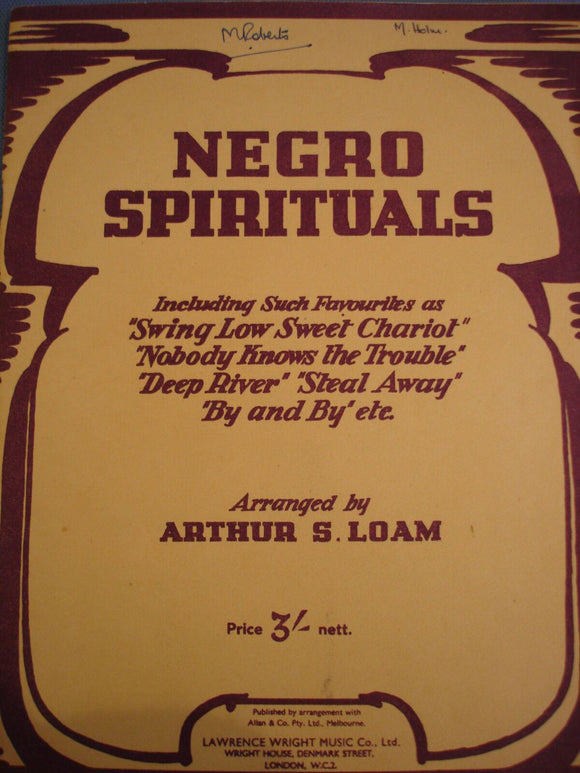 M Roberts
M. Holm.
NEGRO
SPIRITUALS
Including Such Favourites as
"Swing Low Sweet Chariot"
"Nobody Knows the Trouble"
"Deep River" "Steal Away"
"By and By" etc.
Arranged by
ARTHUR S. LOAM
Price 3/- nett.
Published by arrangement with
Allan & Co. Pty. Ltd., Melbourne.
LAWRENCE WRIGHT MUSIC Co., Ltd.
WRIGHT HOUSE, DENMARK STREET,
LONDON, W.C.2.